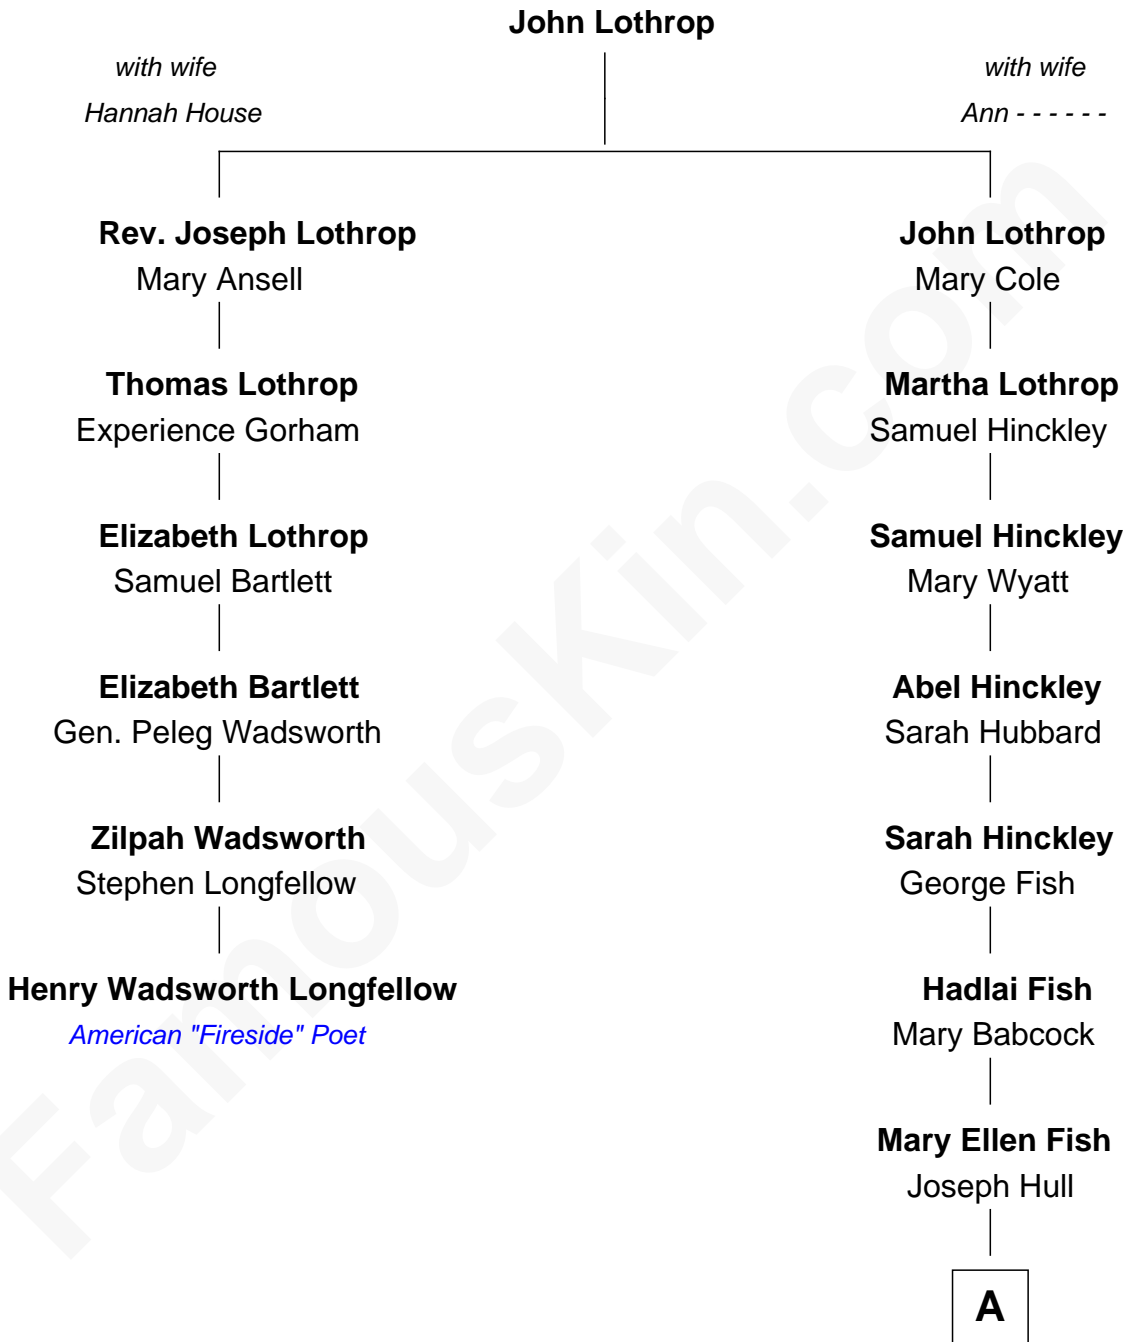 John Lothrop
with wife
Hannah House
with wife
Ann - - - - - -
Rev. Joseph Lothrop
Mary Ansell
John Lothrop
Mary Cole
Thomas Lothrop
Experience Gorham
Martha Lothrop
Samuel Hinckley
Elizabeth Lothrop
Samuel Bartlett
Samuel Hinckley
Mary Wyatt
Elizabeth Bartlett
Gen. Peleg Wadsworth
Abel Hinckley
Sarah Hubbard
Zilpah Wadsworth
Stephen Longfellow
Sarah Hinckley
George Fish
Henry Wadsworth Longfellow
American "Fireside" Poet
Hadlai Fish
Mary Babcock
Mary Ellen Fish
Joseph Hull
A
FamousKin.com